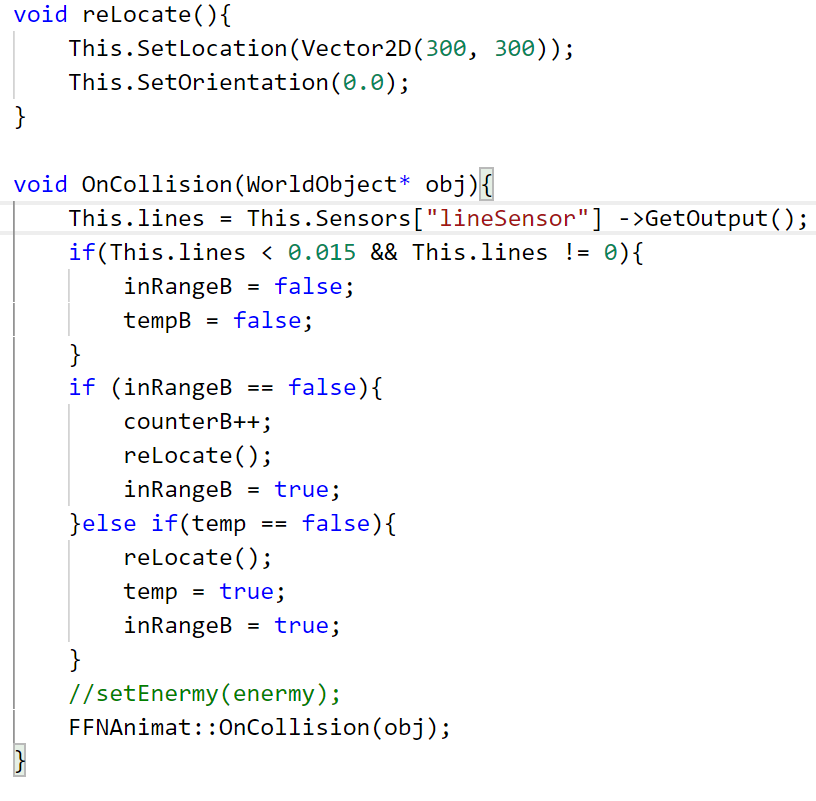 void reLocate(){
    This.SetLocation(Vector2D(300, 300));
    This.SetOrientation(0.0);
}

void OnCollision(WorldObject* obj){
    This.lines = This.Sensors["lineSensor"] ->GetOutput();
    if(This.lines < 0.015 && This.lines != 0){
        inRangeB = false;
        tempB = false;
    }
    if (inRangeB == false){
        counterB++;
        reLocate();
        inRangeB = true;
    }else if(temp == false){
        reLocate();
        temp = true;
        inRangeB = true;
    }
    //setEnermy(enermy);
    FFNAnimat::OnCollision(obj);
}